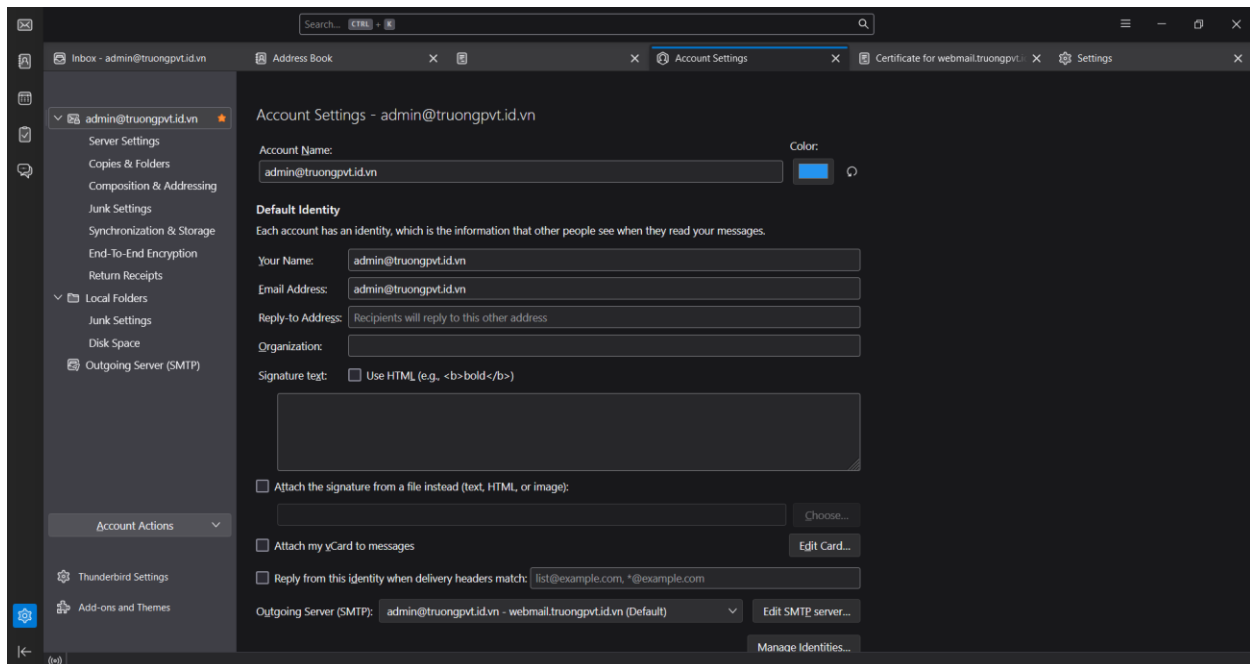 Search... CTRL + K
Inbox - admin@truongpvt.id.vn
Address Book
Account Settings
Certificate for webmail.truongpvt.i
Settings
admin@truongpvt.id.vn
Server Settings
Copies & Folders
Composition & Addressing
Junk Settings
Synchronization & Storage
End-To-End Encryption
Return Receipts
Local Folders
Junk Settings
Disk Space
Outgoing Server (SMTP)
Account Actions
Thunderbird Settings
Add-ons and Themes
Account Settings - admin@truongpvt.id.vn
Account Name:
Color:
admin@truongpvt.id.vn
Default Identity
Each account has an identity, which is the information that other people see when they read your messages.
Your Name: admin@truongpvt.id.vn
Email Address: admin@truongpvt.id.vn
Reply-to Address: Recipients will reply to this other address
Organization:
Signature text: Use HTML (e.g., <b>bold</b>)
Attach the signature from a file instead (text, HTML, or image):
Choose...
Attach my vCard to messages Edit Card...
Reply from this identity when delivery headers match: list@example.com, *@example.com
Outgoing Server (SMTP): admin@truongpvt.id.vn - webmail.truongpvt.id.vn (Default) Edit SMTP server...
Manage Identities...